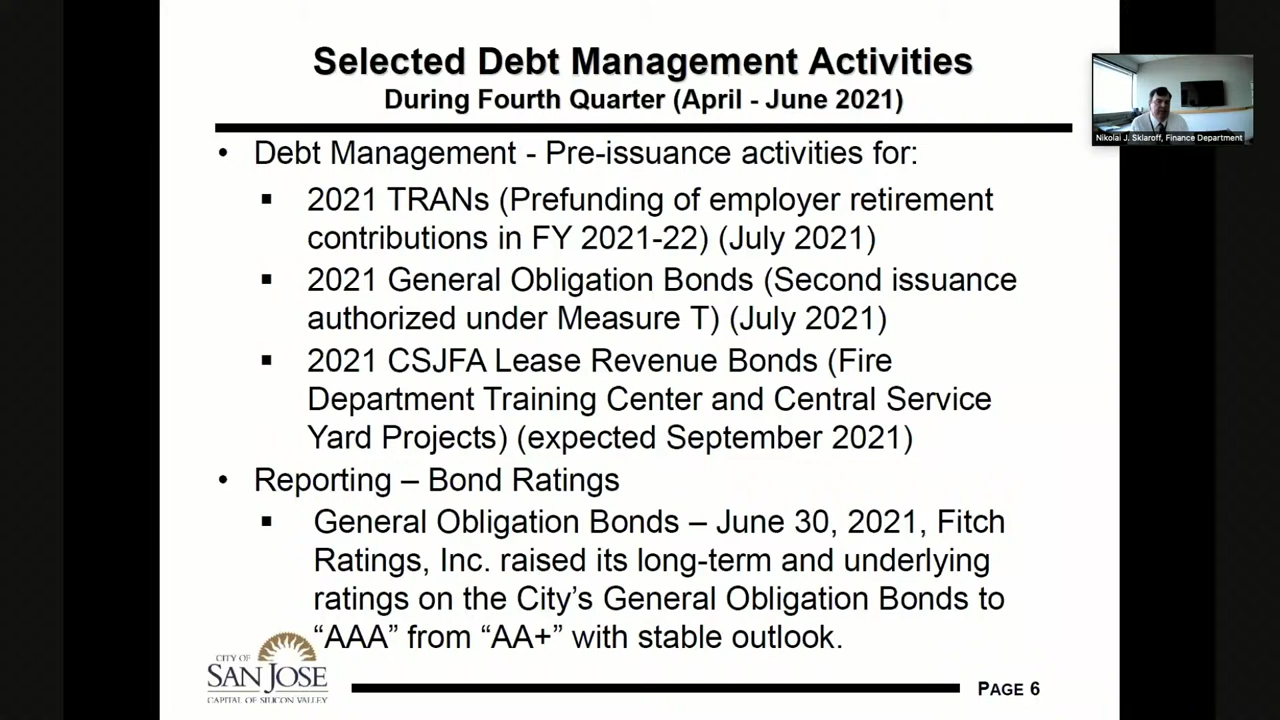 Selected Debt Management Activities
During Fourth Quarter (April - June 2021)
Nikolai J. Sklaroff, Finance Department
• Debt Management - Pre-issuance activities for:
▪ 2021 TRANs (Prefunding of employer retirement
contributions in FY 2021-22) (July 2021)
▪ 2021 General Obligation Bonds (Second issuance
authorized under Measure T) (July 2021)
▪ 2021 CSJFA Lease Revenue Bonds (Fire
Department Training Center and Central Service
Yard Projects) (expected September 2021)
• Reporting – Bond Ratings
▪ General Obligation Bonds – June 30, 2021, Fitch
Ratings, Inc. raised its long-term and underlying
ratings on the City’s General Obligation Bonds to
“AAA” from “AA+” with stable outlook.
CITY OF
SAN JOSE
CAPITAL OF SILICON VALLEY
PAGE 6